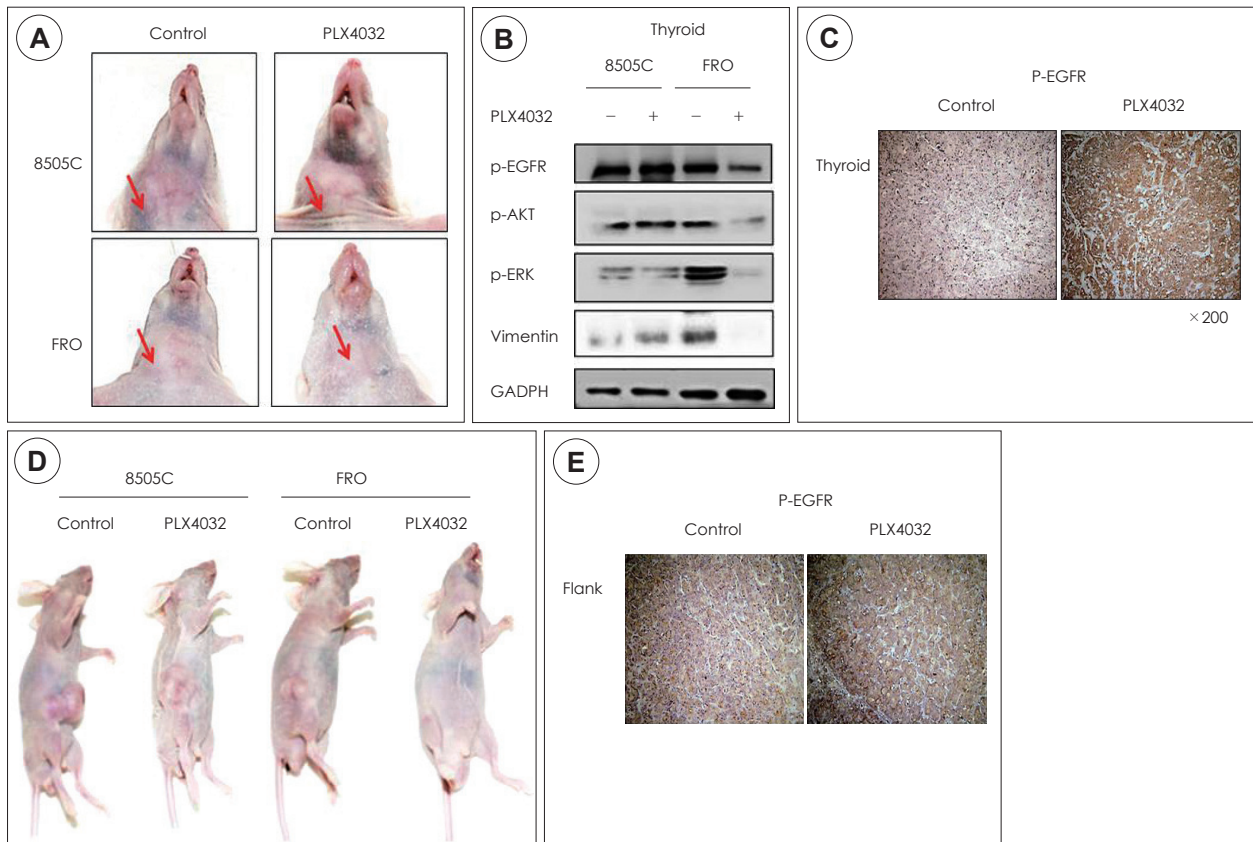 A
Control PLX4032
8505C
FRO
B
Thyroid
8505C FRO
PLX4032 − + − +
p-EGFR
p-AKT
p-ERK
Vimentin
GADPH
C
P-EGFR
Control PLX4032
Thyroid
×200
D
8505C FRO
Control PLX4032 Control PLX4032
E
P-EGFR
Control PLX4032
Flank